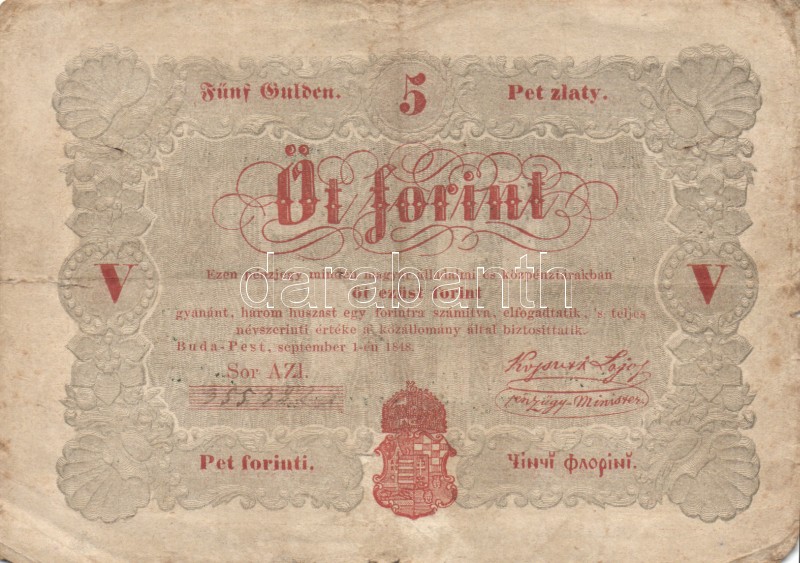 Fünf Gulden.
5
Pet zlaty.
Öt forint
V
V
Ezen pénzjegy minden magyar álladalmi és közpénztárakban
öt ezüst forint
gyanánt, három huszast egy forintra számítva, elfogadtatik, 's teljes
névszerinti értéke a' közállomány által biztosíttatik.
Buda-Pest, september 1-én 1848.
Sor AZI.
Kossuth Lajos
pénzügy-Minister
Pet forinti.
Чінчї флорінї.
darabanth